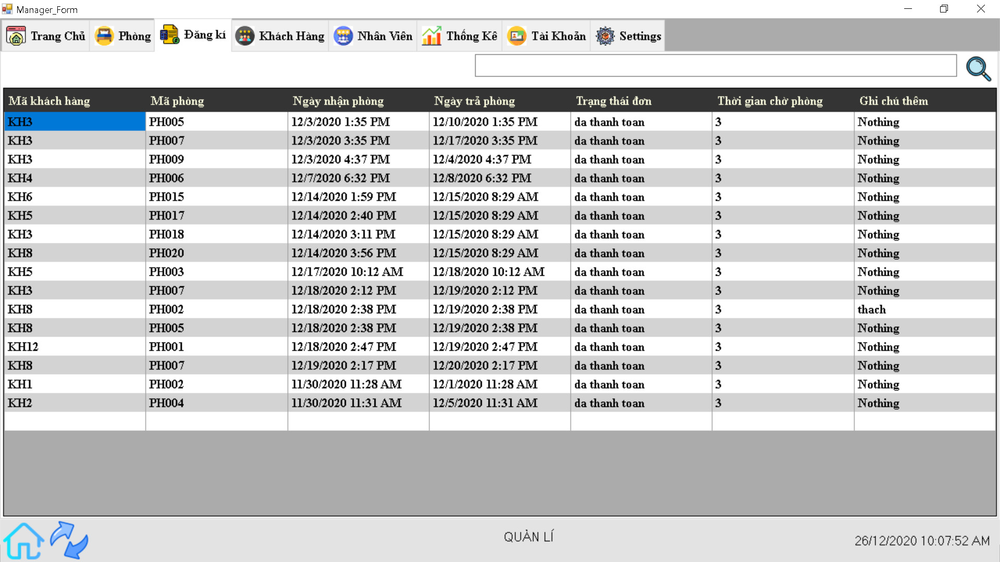 Manager_Form
Trang Chủ Phòng Đăng kí Khách Hàng Nhân Viên Thống Kê Tài Khoản Settings
Mã khách hàng Mã phòng Ngày nhận phòng Ngày trả phòng Trạng thái đơn Thời gian chờ phòng Ghi chú thêm
KH3 PH005 12/3/2020 1:35 PM 12/10/2020 1:35 PM da thanh toan 3 Nothing
KH3 PH007 12/3/2020 3:35 PM 12/17/2020 3:35 PM da thanh toan 3 Nothing
KH3 PH009 12/3/2020 4:37 PM 12/4/2020 4:37 PM da thanh toan 3 Nothing
KH4 PH006 12/7/2020 6:32 PM 12/8/2020 6:32 PM da thanh toan 3 Nothing
KH6 PH015 12/14/2020 1:59 PM 12/15/2020 8:29 AM da thanh toan 3 Nothing
KH5 PH017 12/14/2020 2:40 PM 12/15/2020 8:29 AM da thanh toan 3 Nothing
KH3 PH018 12/14/2020 3:11 PM 12/15/2020 8:29 AM da thanh toan 3 Nothing
KH8 PH020 12/14/2020 3:56 PM 12/15/2020 8:29 AM da thanh toan 3 Nothing
KH5 PH003 12/17/2020 10:12 AM 12/18/2020 10:12 AM da thanh toan 3 Nothing
KH3 PH007 12/18/2020 2:12 PM 12/19/2020 2:12 PM da thanh toan 3 Nothing
KH8 PH002 12/18/2020 2:38 PM 12/19/2020 2:38 PM da thanh toan 3 thach
KH8 PH005 12/18/2020 2:38 PM 12/19/2020 2:38 PM da thanh toan 3 Nothing
KH12 PH001 12/18/2020 2:47 PM 12/19/2020 2:47 PM da thanh toan 3 Nothing
KH8 PH007 12/19/2020 2:17 PM 12/20/2020 2:17 PM da thanh toan 3 Nothing
KH1 PH002 11/30/2020 11:28 AM 12/1/2020 11:28 AM da thanh toan 3 Nothing
KH2 PH004 11/30/2020 11:31 AM 12/5/2020 11:31 AM da thanh toan 3 Nothing
QUẢN LÍ
26/12/2020 10:07:52 AM